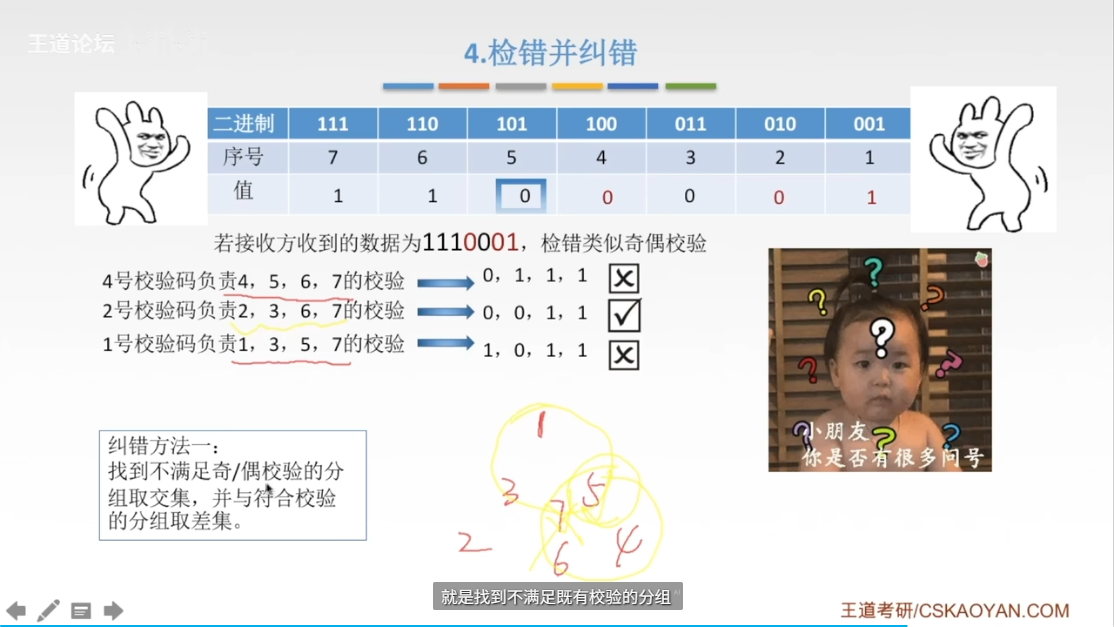 王道论坛
4.检错并纠错
二进制 111 110 101 100 011 010 001
序号 7 6 5 4 3 2 1
值 1 1 0 0 0 0 1
若接收方收到的数据为1110001，检错类似奇偶校验
4号校验码负责4，5，6，7的校验 0，1，1，1
2号校验码负责2，3，6，7的校验 0，0，1，1
1号校验码负责1，3，5，7的校验 1，0，1，1
纠错方法一：
找到不满足奇/偶校验的分
组取交集，并与符合校验
的分组取差集。
1
3 7 5
2 6 4
? ? ? ? ? ? ? ? ?
小朋友
你是否有很多问号
就是找到不满足既有校验的分组
王道考研/CSKAOYAN.COM